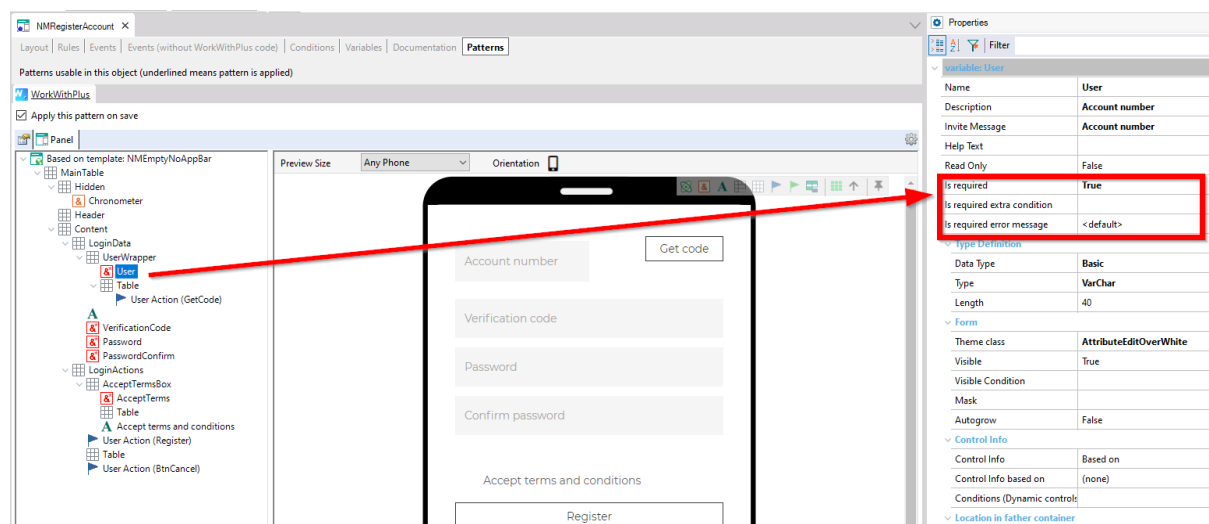 NMRegisterAccount
Layout Rules Events Events (without WorkWithPlus code) Conditions Variables Documentation Patterns
Patterns usable in this object (underlined means pattern is applied)
WorkWithPlus
Apply this pattern on save
Panel
Based on template: NMEmptyNoAppBar
MainTable
Hidden
& Chronometer
Header
Content
LoginData
UserWrapper
& User
Table
User Action (GetCode)
A
& VerificationCode
& Password
& PasswordConfirm
LoginActions
AcceptTermsBox
& AcceptTerms
Table
A Accept terms and conditions
User Action (Register)
Table
User Action (BtnCancel)
Preview Size Any Phone Orientation
& A
Account number Get code
Verification code
Password
Confirm password
Accept terms and conditions
Register
Properties
Filter
variable: User
Name User
Description Account number
Invite Message Account number
Help Text
Read Only False
Is required True
Is required extra condition
Is required error message <default>
Type Definition
Data Type Basic
Type VarChar
Length 40
Form
Theme class AttributeEditOverWhite
Visible True
Visible Condition
Mask
Autogrow False
Control Info
Control Info Based on
Control Info based on (none)
Conditions (Dynamic controls
Location in father container